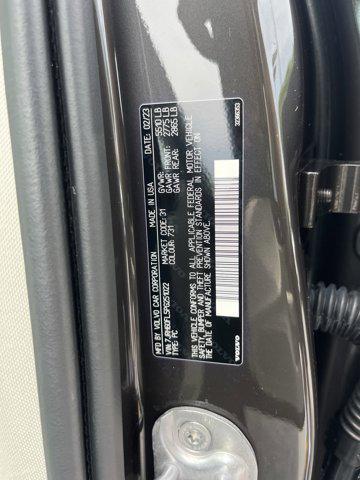 MFD BY VOLVO CAR CORPORATION MADE IN USA DATE: 02/23
VIN: 7JRH60FL5PG251022 MARKET CODE: 31 GVWR: 5510 LB
TYPE: PC COLOUR: 731 GAWR FRONT: 2775 LB
GAWR REAR: 2865 LB
THIS VEHICLE CONFORMS TO ALL APPLICABLE FEDERAL MOTOR VEHICLE
SAFETY, BUMPER AND THEFT PREVENTION STANDARDS IN EFFECT ON
THE DATE OF MANUFACTURE SHOWN ABOVE.
VOLVO